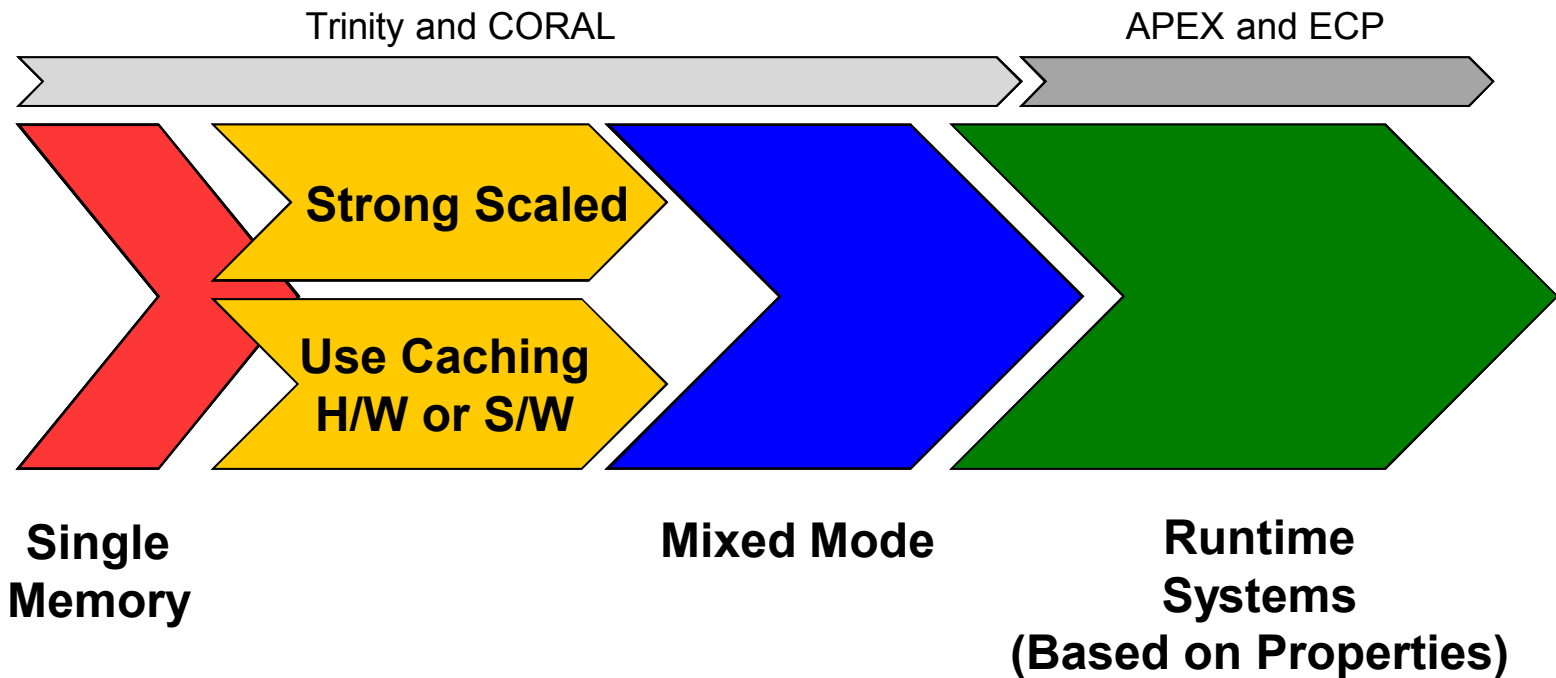 Trinity and CORAL
APEX and ECP
Strong Scaled
Use Caching
H/W or S/W
Single
Memory
Mixed Mode
Runtime
Systems
(Based on Properties)